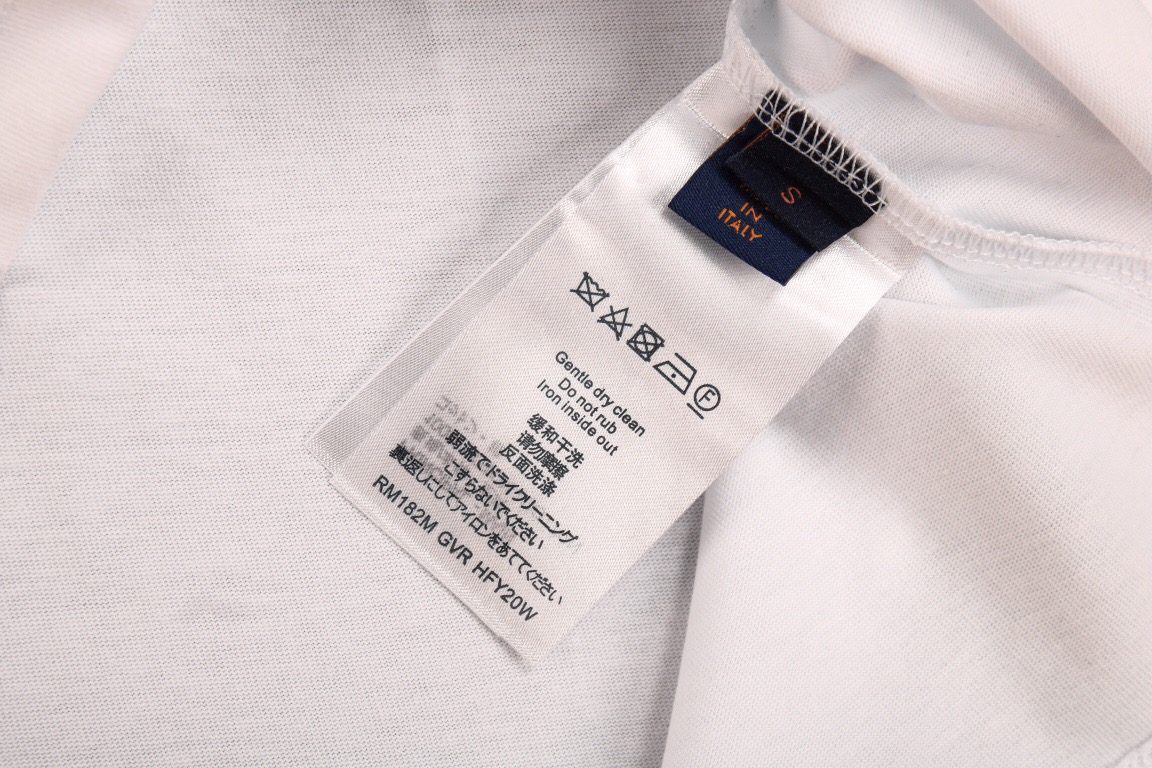 S
IN
ITALY
F
Gentle dry clean
Do not rub
Iron inside out
缓和干洗
请勿摩擦
反面洗涤
弱流でドライクリーニング
こすらないでください
裏返しにしてアイロンをあててください
RM182M GVR HFY20W